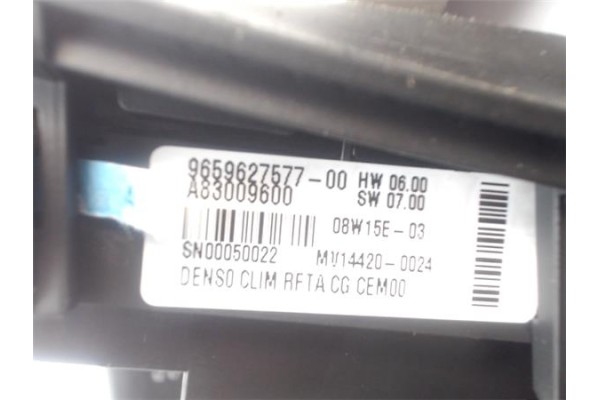 9659627577-00 HW 06.00
A83009600 SW 07.00
08W15E-03
SN00050022 MV14420-0024
DENSO CLIM RFTA CG CEM00
A